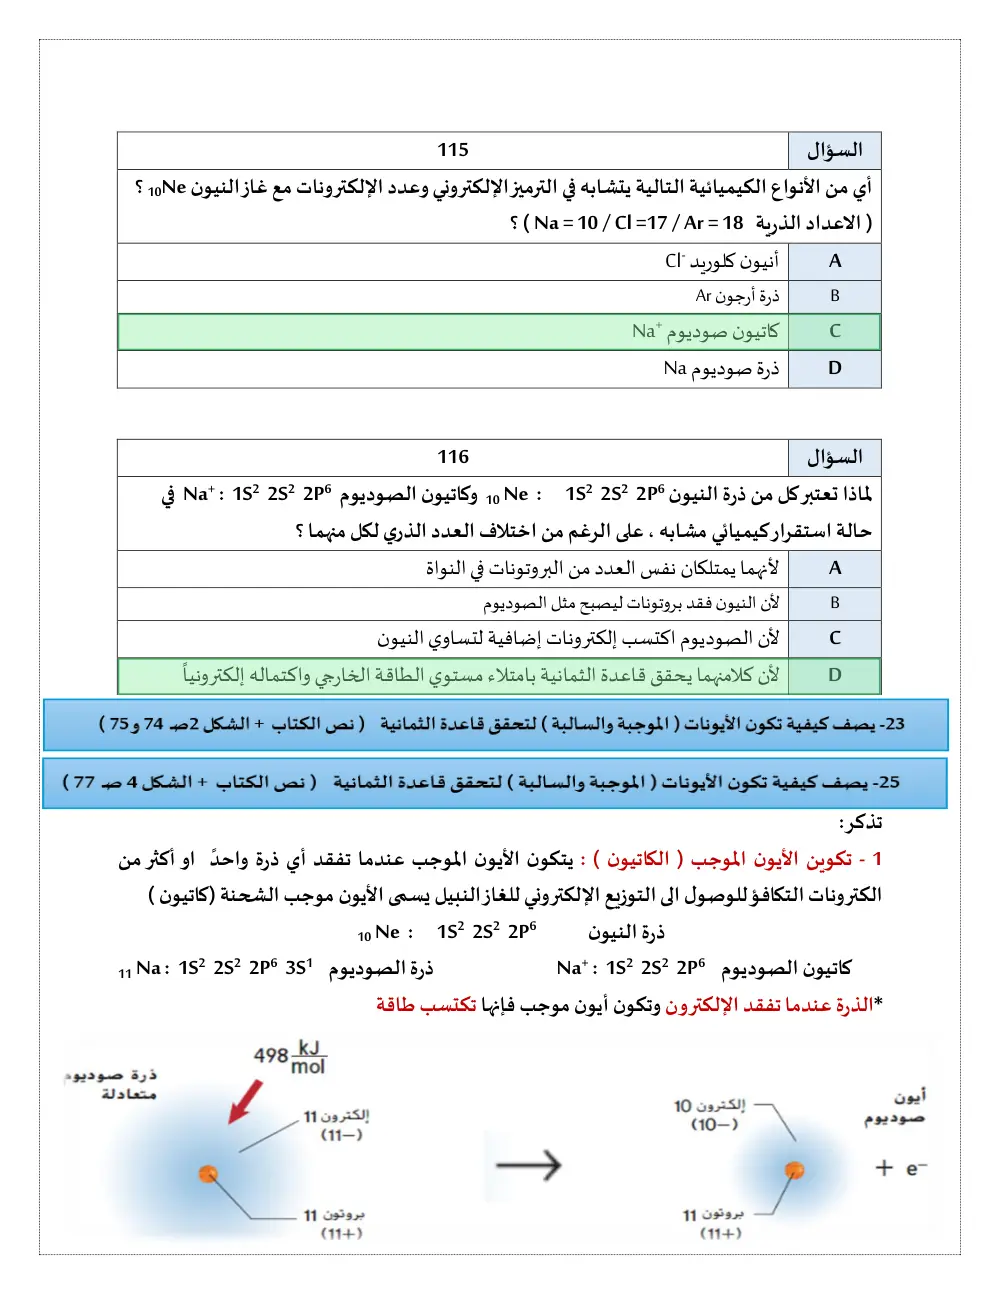 السؤال 115
أي من الأنواع الكيميائية التالية يتشابه في الترميز الإلكتروني وعدد الإلكترونات مع غاز النيون ₁₀Ne ؟
( الاعداد الذرية Na = 10 / Cl =17 / Ar = 18 ) ؟
A أنيون كلوريد Cl⁻
B ذرة أرجون Ar
C كاتيون صوديوم Na⁺
D ذرة صوديوم Na
السؤال 116
لماذا تعتبر كل من ذرة النيون ₁₀ Ne : 1S² 2S² 2P⁶ وكاتيون الصوديوم Na⁺ : 1S² 2S² 2P⁶ في
حالة استقرار كيميائي مشابه ، على الرغم من اختلاف العدد الذري لكل منهما ؟
A لأنهما يمتلكان نفس العدد من البروتونات في النواة
B لأن النيون فقد بروتونات ليصبح مثل الصوديوم
C لأن الصوديوم اكتسب إلكترونات إضافية لتساوي النيون
D لأن كلامنهما يحقق قاعدة الثمانية بامتلاء مستوي الطاقة الخارجي واكتماله إلكترونياً
23- يصف كيفية تكون الأيونات ( الموجبة والسالبة ) لتحقق قاعدة الثمانية ( نص الكتاب + الشكل 2صـ 74 و 75 )
25- يصف كيفية تكون الأيونات ( الموجبة والسالبة ) لتحقق قاعدة الثمانية ( نص الكتاب + الشكل 4 صـ 77 )
تذكر:
1 - تكوين الأيون الموجب ( الكاتيون ) : يتكون الأيون الموجب عندما تفقد أي ذرة واحدً او أكثر من
الكترونات التكافؤ للوصول الى التوزيع الإلكتروني للغاز النبيل يسمى الأيون موجب الشحنة (كاتيون )
ذرة النيون ₁₀ Ne : 1S² 2S² 2P⁶
كاتيون الصوديوم Na⁺ : 1S² 2S² 2P⁶ ذرة الصوديوم ₁₁ Na : 1S² 2S² 2P⁶ 3S¹
*الذرة عندما تفقد الإلكترون وتكون أيون موجب فإنها تكتسب طاقة
498 kJ/mol
ذرة صوديوم
متعادلة
11 إلكترون
(11−)
11 بروتون
(11+)
→
10 إلكترون
(10−)
11 بروتون
(11+)
أيون
صوديوم
+ e⁻